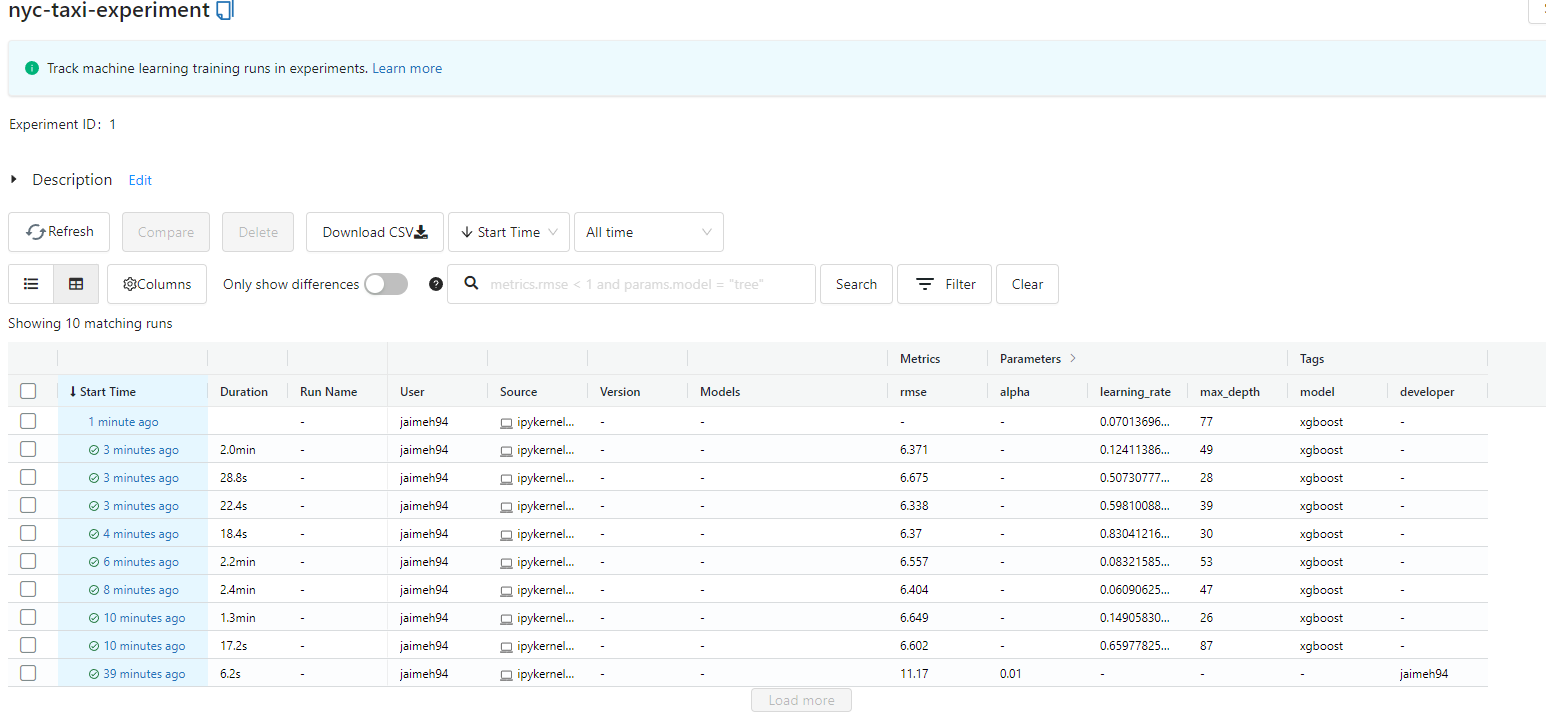 nyc-taxi-experiment
Track machine learning training runs in experiments. Learn more
Experiment ID: 1
Description Edit
Refresh Compare Delete Download CSV Start Time All time
Columns Only show differences ? metrics.rmse < 1 and params.model = "tree" Search Filter Clear
Showing 10 matching runs
Metrics Parameters > Tags
↓ Start Time Duration Run Name User Source Version Models rmse alpha learning_rate max_depth model developer
1 minute ago - jaimeh94 ipykernel... - - - - 0.07013696... 77 xgboost -
3 minutes ago 2.0min - jaimeh94 ipykernel... - - 6.371 - 0.12411386... 49 xgboost -
3 minutes ago 28.8s - jaimeh94 ipykernel... - - 6.675 - 0.50730777... 28 xgboost -
3 minutes ago 22.4s - jaimeh94 ipykernel... - - 6.338 - 0.59810088... 39 xgboost -
4 minutes ago 18.4s - jaimeh94 ipykernel... - - 6.37 - 0.83041216... 30 xgboost -
6 minutes ago 2.2min - jaimeh94 ipykernel... - - 6.557 - 0.08321585... 53 xgboost -
8 minutes ago 2.4min - jaimeh94 ipykernel... - - 6.404 - 0.06090625... 47 xgboost -
10 minutes ago 1.3min - jaimeh94 ipykernel... - - 6.649 - 0.14905830... 26 xgboost -
10 minutes ago 17.2s - jaimeh94 ipykernel... - - 6.602 - 0.65977825... 87 xgboost -
39 minutes ago 6.2s - jaimeh94 ipykernel... - - 11.17 0.01 - - - jaimeh94
Load more